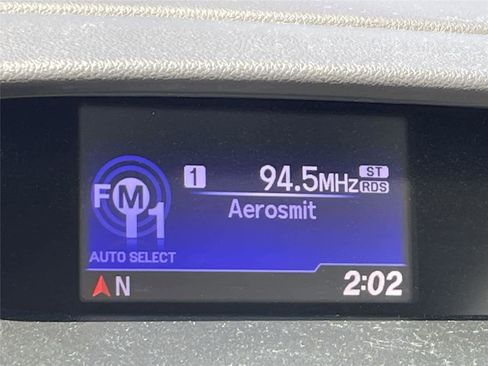 1 94.5MHz ST
RDS
FM1
Aerosmit
AUTO SELECT
N 2:02